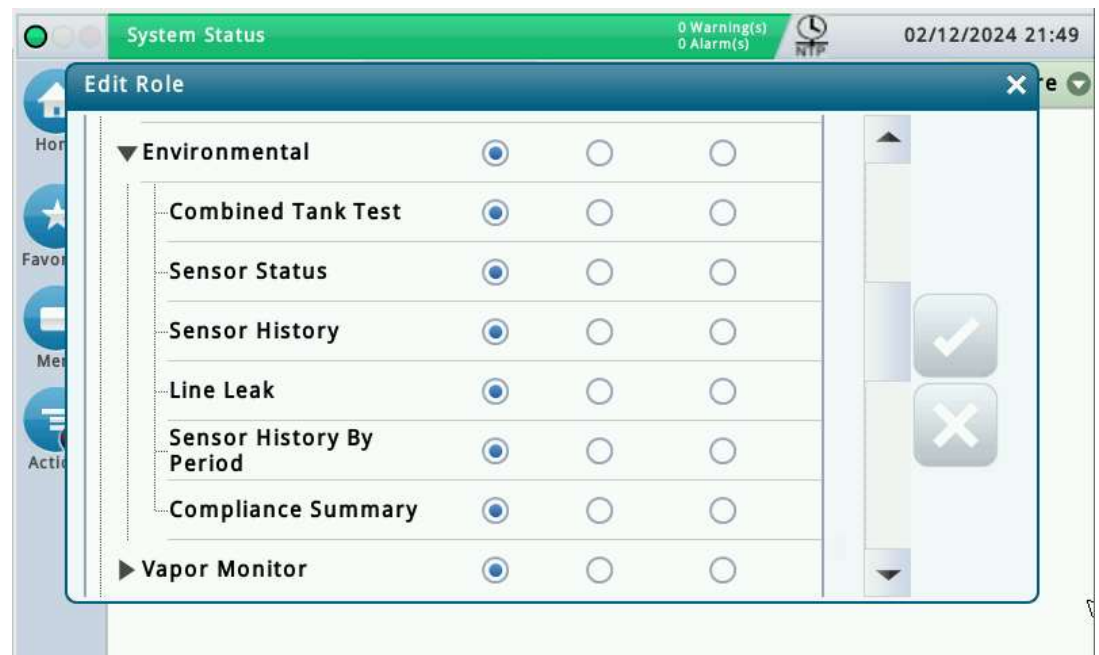 System Status
0 Warning(s)
0 Alarm(s)
NTP
02/12/2024 21:49
Edit Role
Environmental
Combined Tank Test
Sensor Status
Sensor History
Line Leak
Sensor History By
Period
Compliance Summary
Vapor Monitor